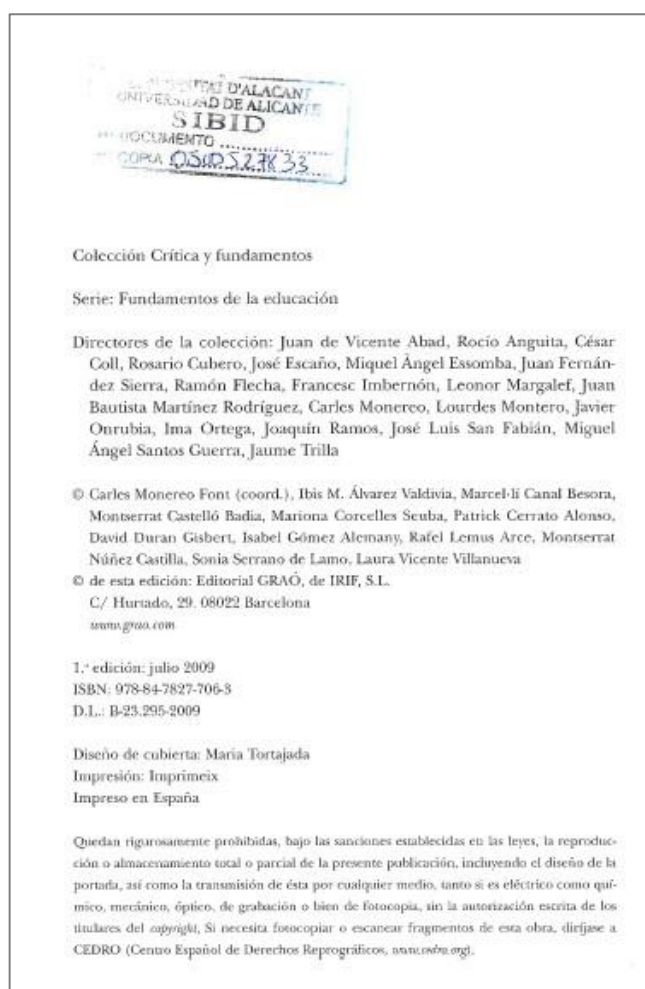 D'ALACANT
UNIVERSIDAD DE ALICANTE
SIBID
DOCUMENTO
COPIA 0500527833
Colección Crítica y fundamentos
Serie: Fundamentos de la educación
Directores de la colección: Juan de Vicente Abad, Rocío Anguita, César
Coll, Rosario Cubero, José Escaño, Miquel Àngel Essomba, Juan Fernán-
dez Sierra, Ramón Flecha, Francesc Imbernón, Leonor Margalef, Juan
Bautista Martínez Rodríguez, Carles Monereo, Lourdes Montero, Javier
Onrubia, Ima Ortega, Joaquín Ramos, José Luis San Fabián, Miguel
Ángel Santos Guerra, Jaume Trilla
© Carles Monereo Font (coord.), Ibis M. Álvarez Valdivia, Marcel·lí Canal Besora,
Montserrat Castelló Badia, Mariona Corcelles Seuba, Patrick Cerrato Alonso,
David Duran Gisbert, Isabel Gómez Alemany, Rafel Lemus Arce, Montserrat
Núñez Castilla, Sonia Serrano de Lamo, Laura Vicente Villanueva
© de esta edición: Editorial GRAÓ, de IRIF, S.L.
C/ Hurtado, 29. 08022 Barcelona
www.grao.com
1.ª edición: julio 2009
ISBN: 978-84-7827-706-3
D.L.: B-23.295-2009
Diseño de cubierta: Maria Tortajada
Impresión: Imprimeix
Impreso en España
Quedan rigurosamente prohibidas, bajo las sanciones establecidas en las leyes, la reproduc-
ción o almacenamiento total o parcial de la presente publicación, incluyendo el diseño de la
portada, así como la transmisión de ésta por cualquier medio, tanto si es eléctrico como quí-
mico, mecánico, óptico, de grabación o bien de fotocopia, sin la autorización escrita de los
titulares del copyright. Si necesita fotocopiar o escanear fragmentos de esta obra, diríjase a
CEDRO (Centro Español de Derechos Reprográficos, www.cedro.org).